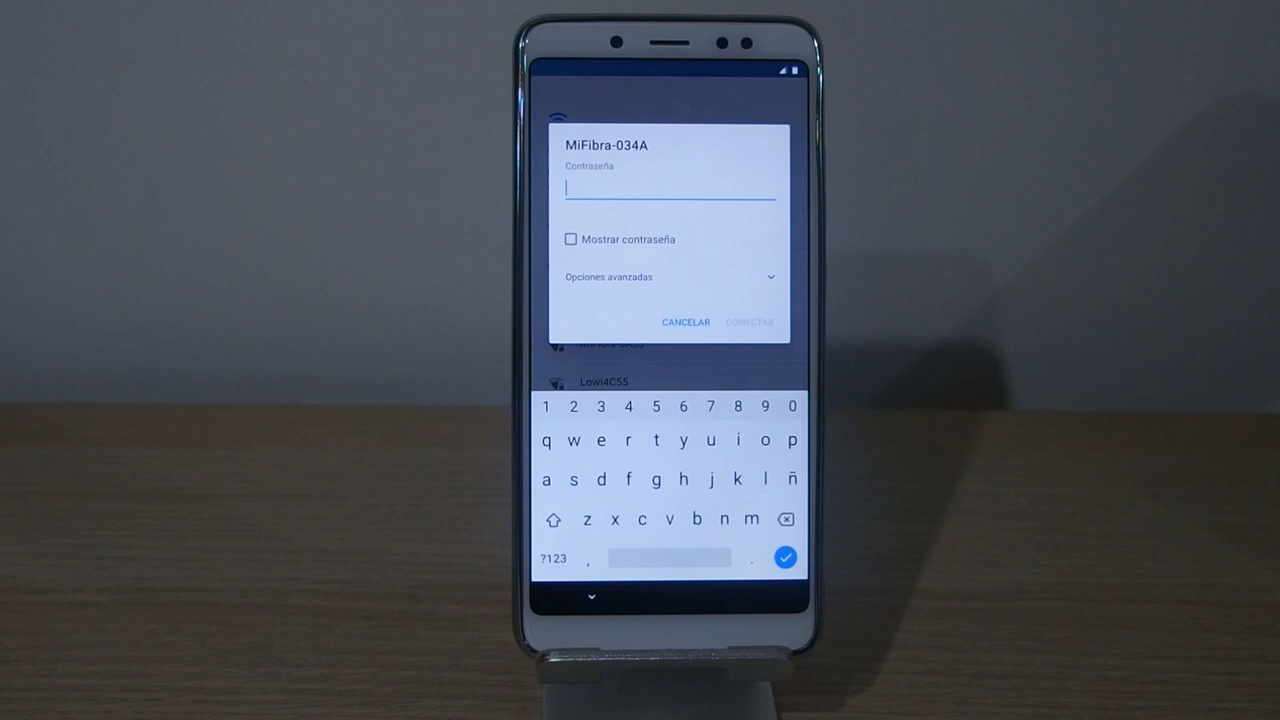 MiFibra-034A
Contraseña
Mostrar contraseña
Opciones avanzadas
CANCELAR CONECTAR
Lowi4C55
1 2 3 4 5 6 7 8 9 0
q w e r t y u i o p
a s d f g h j k l ñ
z x c v b n m
?123 , .